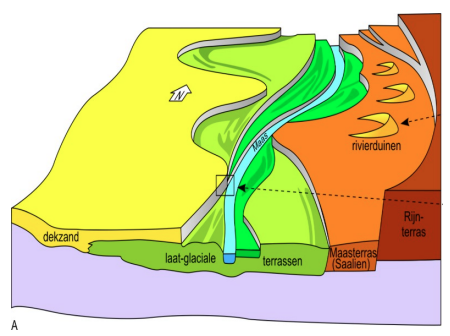 N
Maas
rivierduinen
dekzand
laat-glaciale
terrassen
Maasterras
(Saalien)
Rijn-
terras
A